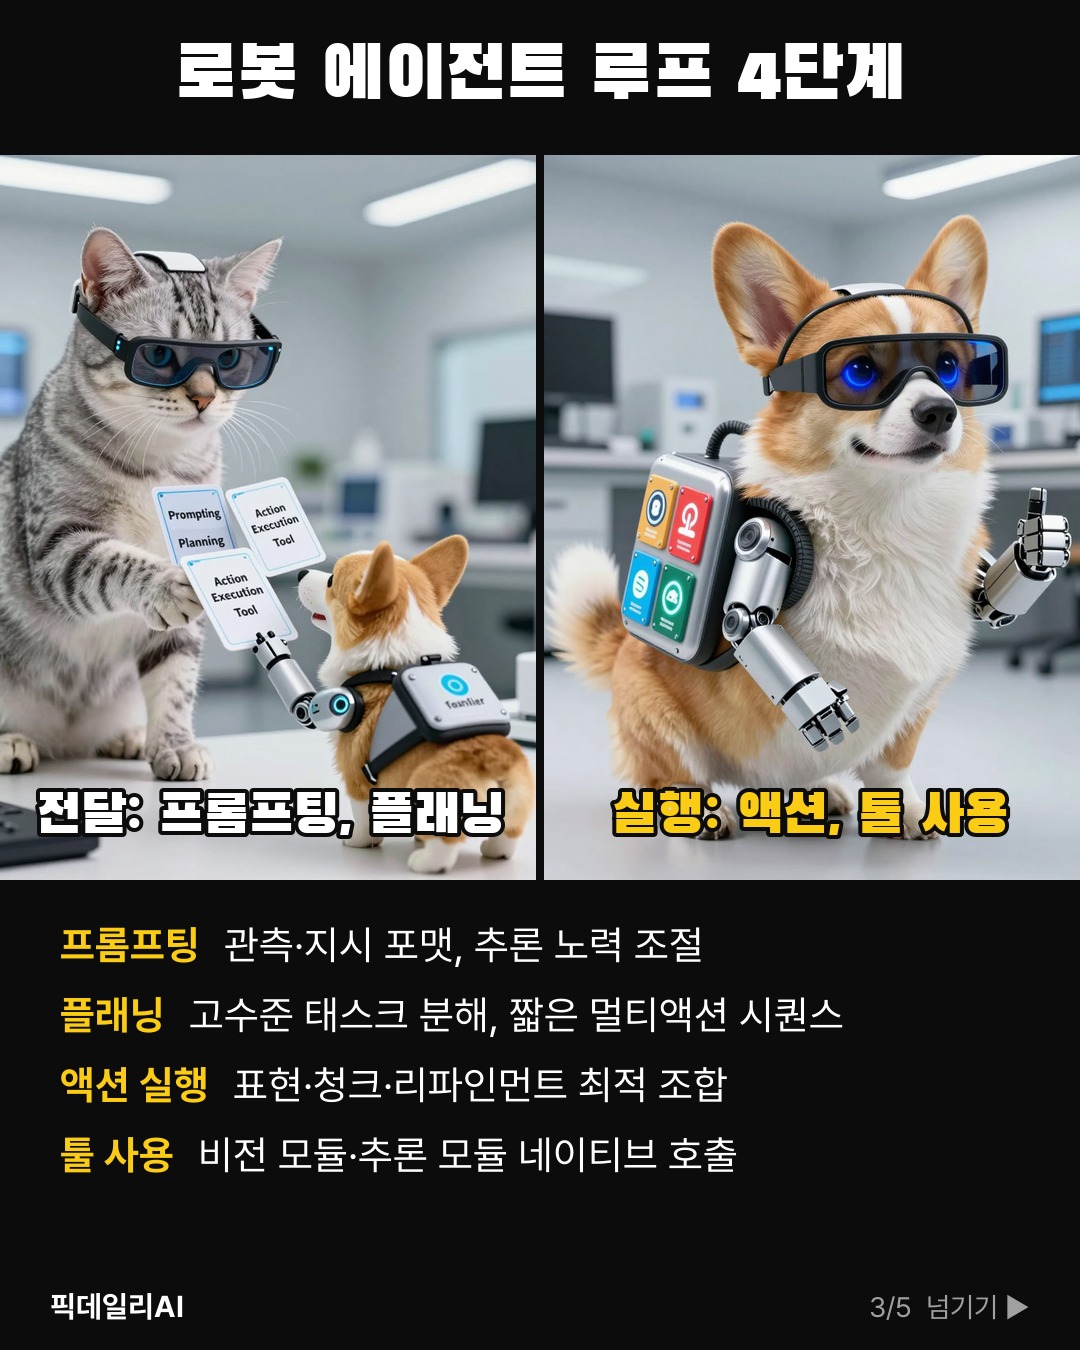 로봇 에이전트 루프 4단계
Prompting
Planning
Action
Execution
Tool
Action
Execution
Tool
전달: 프롬프팅, 플래닝
실행: 액션, 툴 사용
프롬프팅 관측·지시 포맷, 추론 노력 조절
플래닝 고수준 태스크 분해, 짧은 멀티액션 시퀀스
액션 실행 표현·청크·리파인먼트 최적 조합
툴 사용 비전 모듈·추론 모듈 네이티브 호출
픽데일리AI
3/5 넘기기 ▶